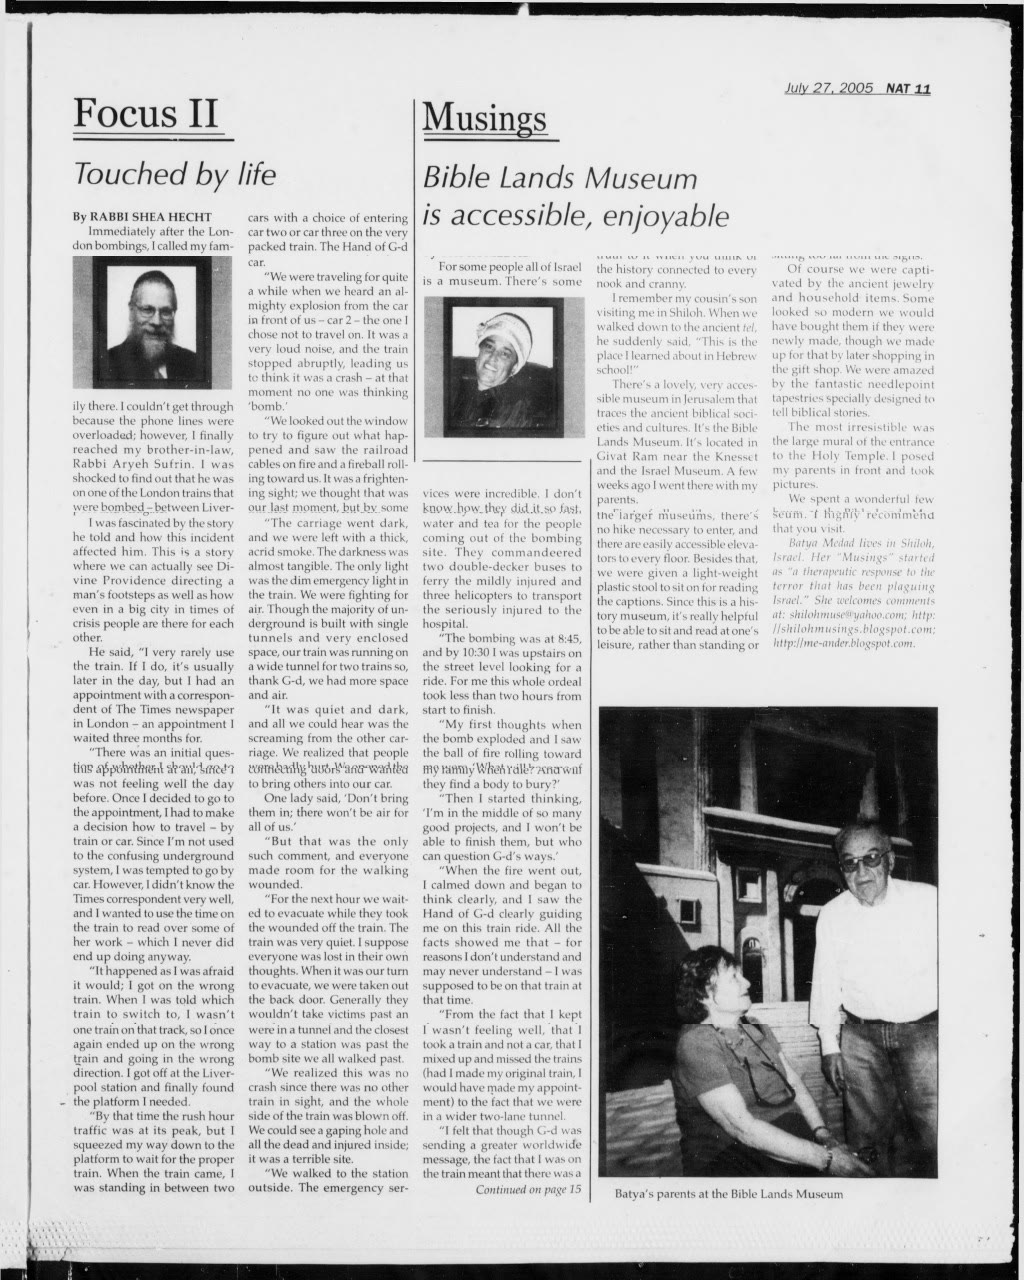 July 27, 2005 NAT 11
Focus II
Touched by life
By RABBI SHEA HECHT
Immediately after the Lon-
don bombings, I called my fam-
ily there. I couldn't get through
because the phone lines were
overloaded; however, I finally
reached my brother-in-law,
Rabbi Aryeh Sufrin. I was
shocked to find out that he was
on one of the London trains that
were bombed – between Liver-
I was fascinated by the story
he told and how this incident
affected him. This is a story
where we can actually see Di-
vine Providence directing a
man's footsteps as well as how
even in a big city in times of
crisis people are there for each
other.
He said, "I very rarely use
the train. If I do, it's usually
later in the day, but I had an
appointment with a correspon-
dent of The Times newspaper
in London – an appointment I
waited three months for.
"There was an initial ques-
tion of whether I should go to
this appointment at all, since I
was not feeling well the day
before. Once I decided to go to
the appointment, I had to make
a decision how to travel – by
train or car. Since I'm not used
to the confusing underground
system, I was tempted to go by
car. However, I didn't know the
Times correspondent very well,
and I wanted to use the time on
the train to read over some of
her work – which I never did
end up doing anyway.
"It happened as I was afraid
it would; I got on the wrong
train. When I was told which
train to switch to, I wasn't
one train on that track, so I once
again ended up on the wrong
train and going in the wrong
direction. I got off at the Liver-
pool station and finally found
the platform I needed.
"By that time the rush hour
traffic was at its peak, but I
squeezed my way down to the
platform to wait for the proper
train. When the train came, I
was standing in between two
cars with a choice of entering
car two or car three on the very
packed train. The Hand of G-d
car.
"We were traveling for quite
a while when we heard an al-
mighty explosion from the car
in front of us – car 2 – the one I
chose not to travel on. It was a
very loud noise, and the train
stopped abruptly, leading us
to think it was a crash – at that
moment no one was thinking
'bomb.'
"We looked out the window
to try to figure out what hap-
pened and saw the railroad
cables on fire and a fireball roll-
ing toward us. It was a frighten-
ing sight; we thought that was
our last moment, but by some
"The carriage went dark,
and we were left with a thick,
acrid smoke. The darkness was
almost tangible. The only light
was the dim emergency light in
the train. We were fighting for
air. Though the majority of un-
derground is built with single
tunnels and very enclosed
space, our train was running on
a wide tunnel for two trains so,
thank G-d, we had more space
and air.
"It was quiet and dark,
and all we could hear was the
screaming from the other car-
riage. We realized that people
connecting doors and wanted
to bring others into our car.
One lady said, 'Don't bring
them in; there won't be air for
all of us.'
"But that was the only
such comment, and everyone
made room for the walking
wounded.
"For the next hour we wait-
ed to evacuate while they took
the wounded off the train. The
train was very quiet. I suppose
everyone was lost in their own
thoughts. When it was our turn
to evacuate, we were taken out
the back door. Generally they
wouldn't take victims past an
were in a tunnel and the closest
way to a station was past the
bomb site we all walked past.
"We realized this was no
crash since there was no other
train in sight, and the whole
side of the train was blown off.
We could see a gaping hole and
all the dead and injured inside;
it was a terrible site.
"We walked to the station
outside. The emergency ser-
vices were incredible. I don't
know how they did it so fast,
water and tea for the people
coming out of the bombing
site. They commandeered
two double-decker buses to
ferry the mildly injured and
three helicopters to transport
the seriously injured to the
hospital.
"The bombing was at 8:45,
and by 10:30 I was upstairs on
the street level looking for a
ride. For me this whole ordeal
took less than two hours from
start to finish.
"My first thoughts when
the bomb exploded and I saw
the ball of fire rolling toward
my family when I die? And will
they find a body to bury?'
"Then I started thinking,
'I'm in the middle of so many
good projects, and I won't be
able to finish them, but who
can question G-d's ways.'
"When the fire went out,
I calmed down and began to
think clearly, and I saw the
Hand of G-d clearly guiding
me on this train ride. All the
facts showed me that – for
reasons I don't understand and
may never understand – I was
supposed to be on that train at
that time.
"From the fact that I kept
I wasn't feeling well, that I
took a train and not a car, that I
mixed up and missed the trains
(had I made my original train, I
would have made my appoint-
ment) to the fact that we were
in a wider two-lane tunnel.
"I felt that though G-d was
sending a greater worldwide
message, the fact that I was on
the train meant that there was a
Continued on page 15
Musings
Bible Lands Museum
is accessible, enjoyable
For some people all of Israel
is a museum. There's some
truth to it when you think of
the history connected to every
nook and cranny.
I remember my cousin's son
visiting me in Shiloh. When we
walked down to the ancient tel,
he suddenly said, "This is the
place I learned about in Hebrew
school!"
There's a lovely, very acces-
sible museum in Jerusalem that
traces the ancient biblical soci-
eties and cultures. It's the Bible
Lands Museum. It's located in
Givat Ram near the Knesset
and the Israel Museum. A few
weeks ago I went there with my
parents.
the larger museums, there's
no hike necessary to enter, and
there are easily accessible eleva-
tors to every floor. Besides that,
we were given a light-weight
plastic stool to sit on for reading
the captions. Since this is a his-
tory museum, it's really helpful
to be able to sit and read at one's
leisure, rather than standing or
sitting too far from the signs.
Of course we were capti-
vated by the ancient jewelry
and household items. Some
looked so modern we would
have bought them if they were
newly made, though we made
up for that by later shopping in
the gift shop. We were amazed
by the fantastic needlepoint
tapestries specially designed to
tell biblical stories.
The most irresistible was
the large mural of the entrance
to the Holy Temple. I posed
my parents in front and took
pictures.
We spent a wonderful few
seum. I highly recommend
that you visit.
Batya Medad lives in Shiloh,
Israel. Her "Musings" started
as "a therapeutic response to the
terror that has been plaguing
Israel." She welcomes comments
at: shilohmuse@yahoo.com; http:
//shilohmusings.blogspot.com;
http://me-ander.blogspot.com.
Batya's parents at the Bible Lands Museum